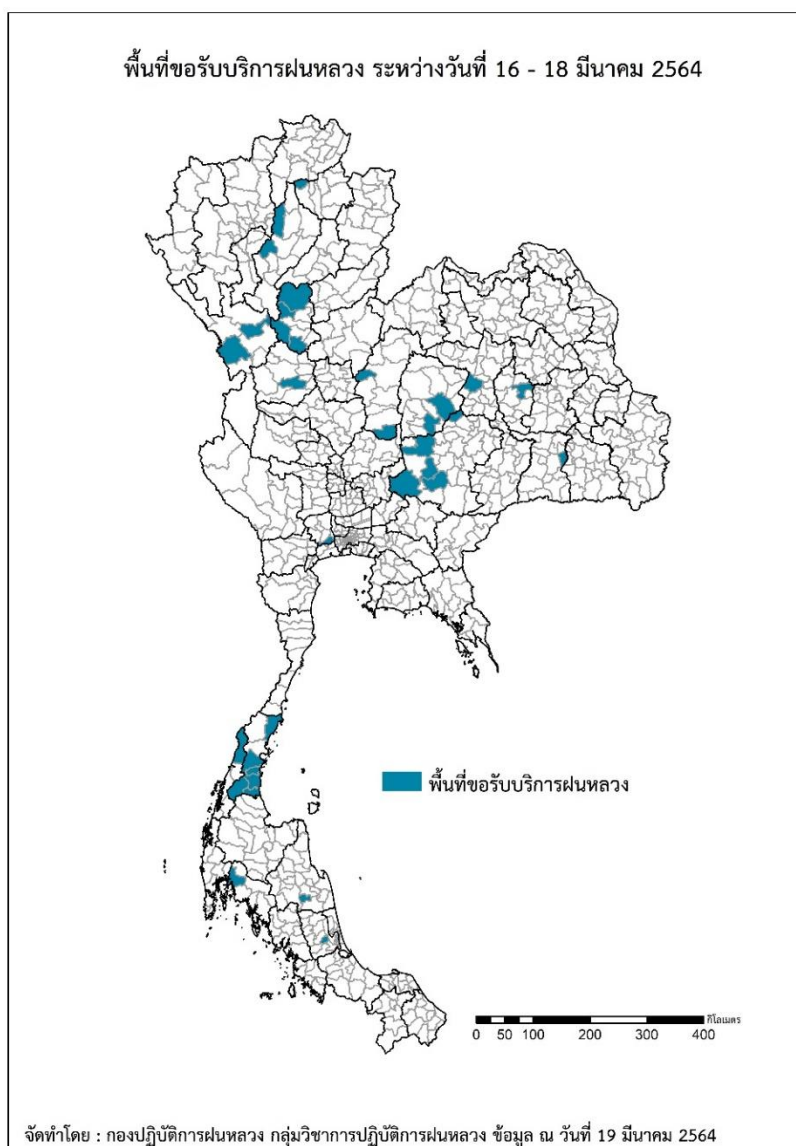 พื้นที่ขอรับบริการฝนหลวง ระหว่างวันที่ 16 - 18 มีนาคม 2564
พื้นที่ขอรับบริการฝนหลวง
กิโลเมตร
0 50 100 200 300 400
จัดทำโดย : กองปฏิบัติการฝนหลวง กลุ่มวิชาการปฏิบัติการฝนหลวง ข้อมูล ณ วันที่ 19 มีนาคม 2564